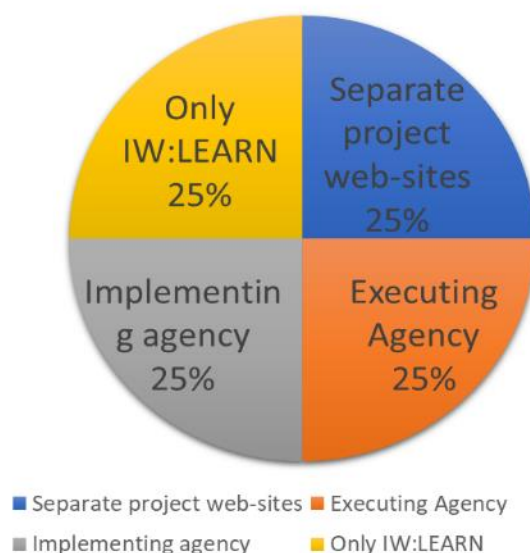 Only
IW:LEARN
25%
Separate
project
web-sites
25%
Implementin
g agency
25%
Executing
Agency
25%
Separate project web-sites
Executing Agency
Implementing agency
Only IW:LEARN